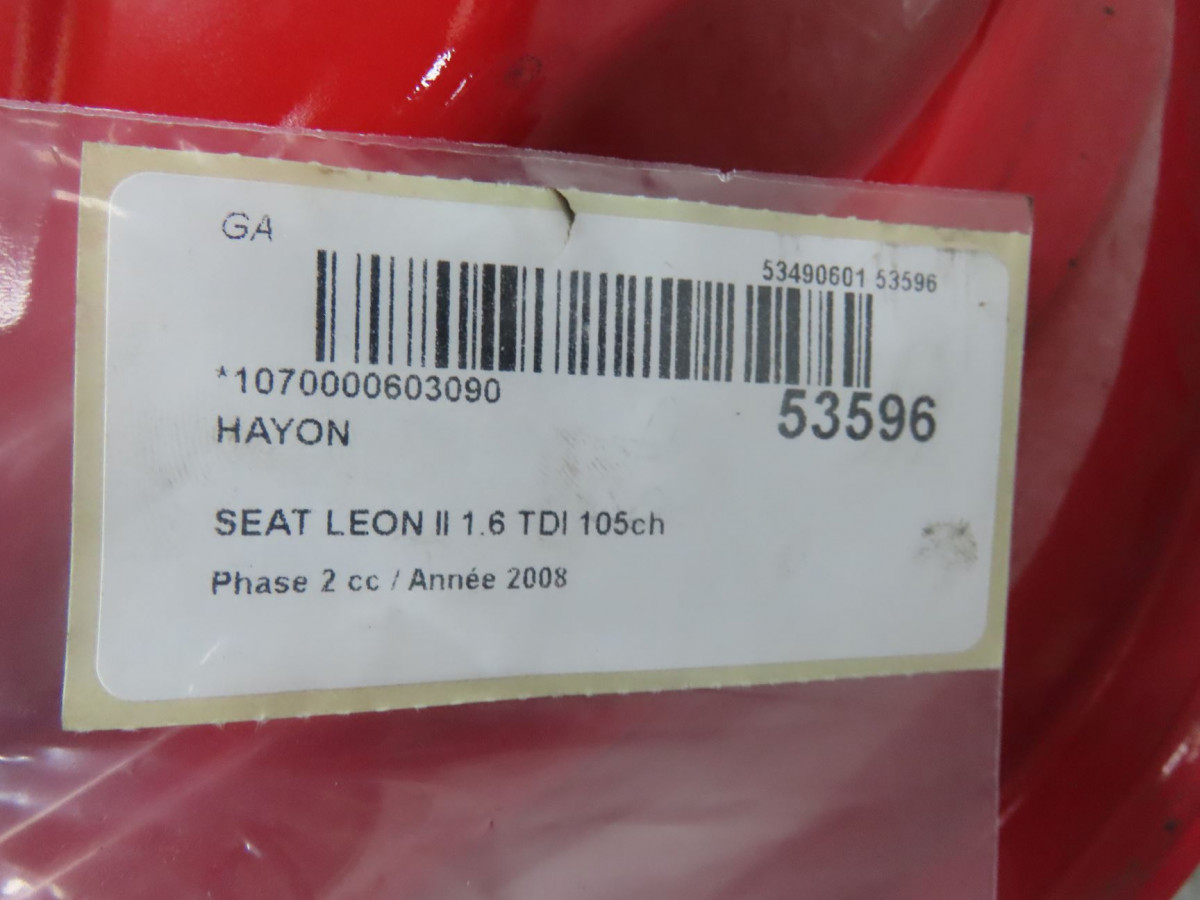 GA
53490601 53596
*1070000603090
53596
HAYON
SEAT LEON II 1.6 TDI 105ch
Phase 2 cc / Année 2008